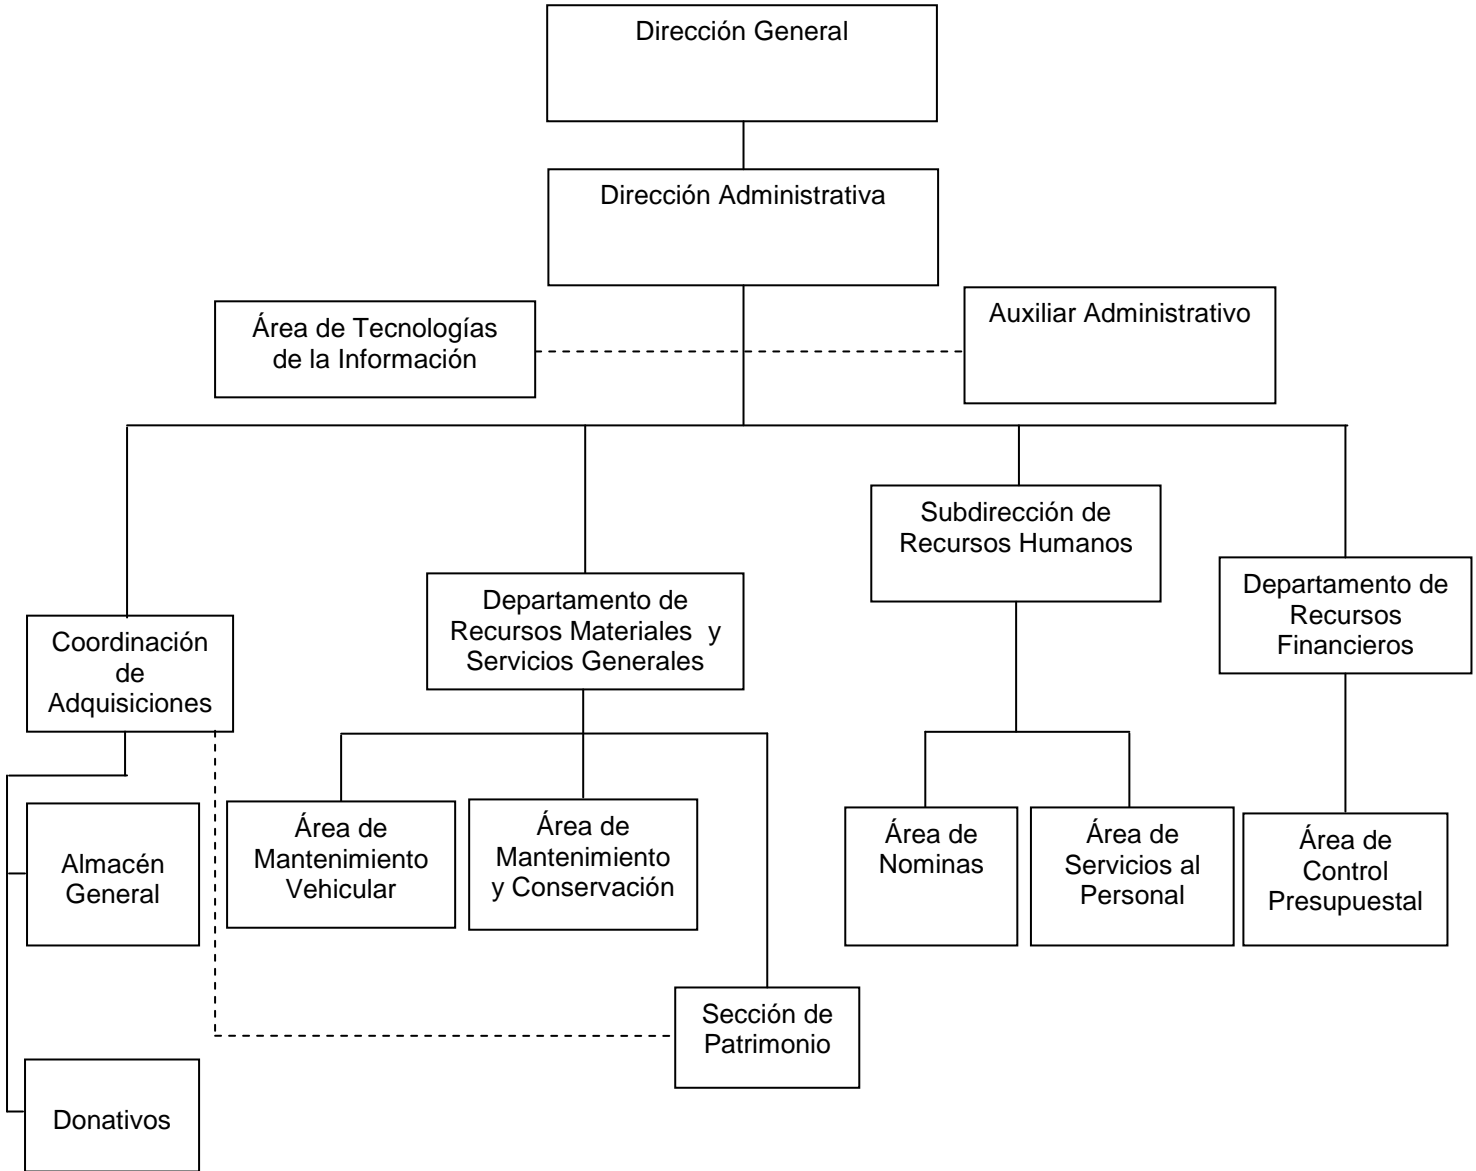 Dirección General
Dirección Administrativa
Área de Tecnologías
de la Información
Auxiliar Administrativo
Subdirección de
Recursos Humanos
Departamento de
Recursos Materiales y
Servicios Generales
Departamento de
Recursos
Financieros
Coordinación
de
Adquisiciones
Almacén
General
Área de
Mantenimiento
Vehicular
Área de
Mantenimiento
y Conservación
Área de
Nominas
Área de
Servicios al
Personal
Área de
Control
Presupuestal
Sección de
Patrimonio
Donativos